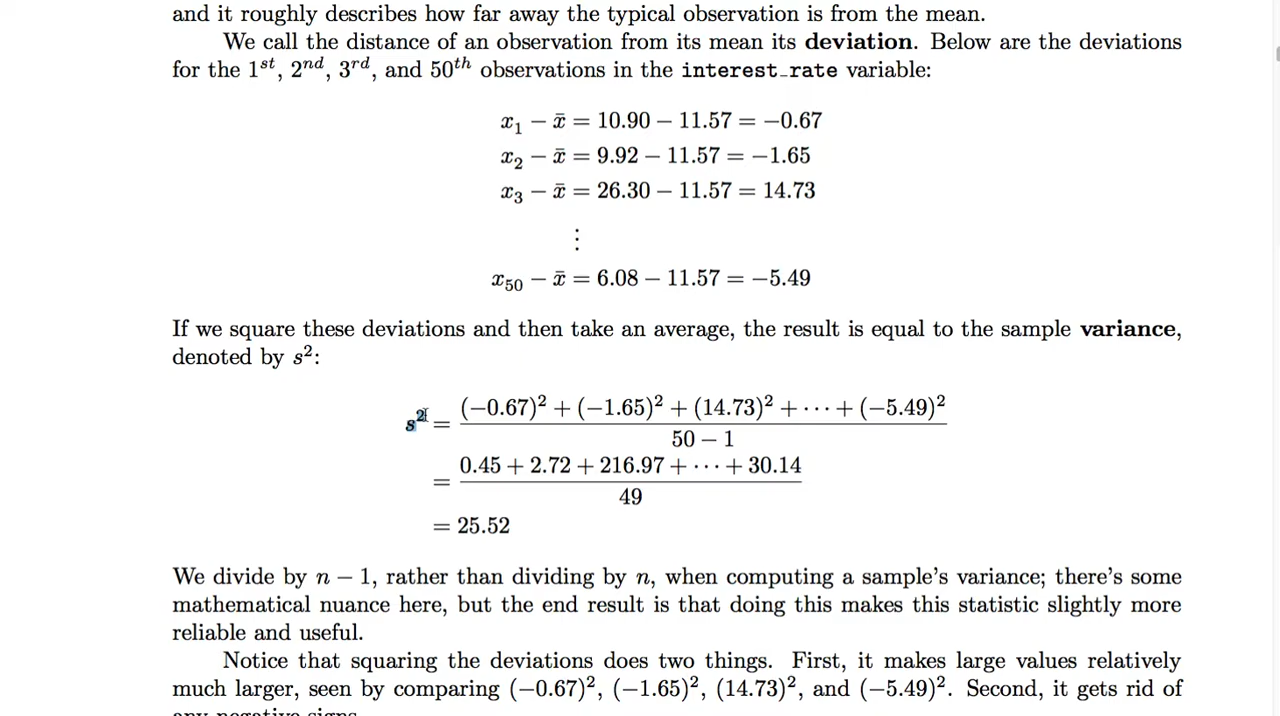 and it roughly describes how far away the typical observation is from the mean.
We call the distance of an observation from its mean its deviation. Below are the deviations
for the 1st, 2nd, 3rd, and 50th observations in the interest_rate variable:
x₁ − x̄ = 10.90 − 11.57 = −0.67
x₂ − x̄ = 9.92 − 11.57 = −1.65
x₃ − x̄ = 26.30 − 11.57 = 14.73
⋮
x₅₀ − x̄ = 6.08 − 11.57 = −5.49
If we square these deviations and then take an average, the result is equal to the sample variance,
denoted by s²:
(−0.67)² + (−1.65)² + (14.73)² + ⋯ + (−5.49)²
s² =
50 − 1
0.45 + 2.72 + 216.97 + ⋯ + 30.14
=
49
= 25.52
We divide by n − 1, rather than dividing by n, when computing a sample's variance; there's some
mathematical nuance here, but the end result is that doing this makes this statistic slightly more
reliable and useful.
Notice that squaring the deviations does two things. First, it makes large values relatively
much larger, seen by comparing (−0.67)², (−1.65)², (14.73)², and (−5.49)². Second, it gets rid of
any negative signs.